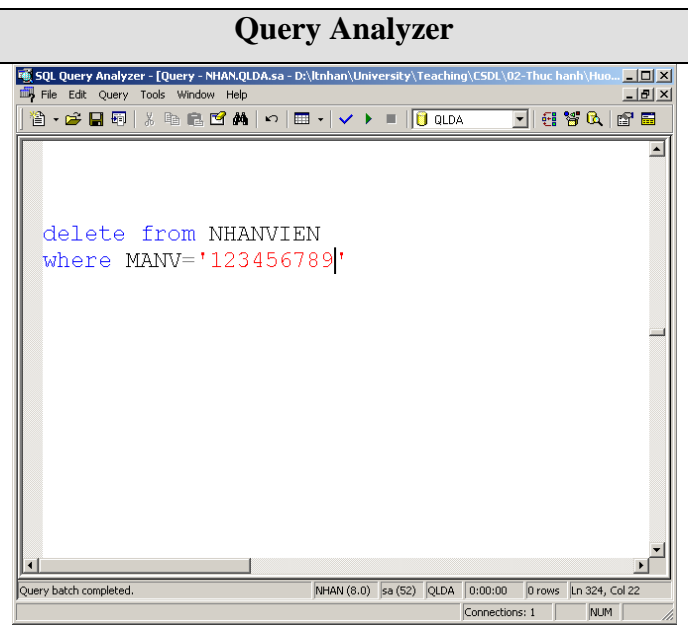 Query Analyzer
SQL Query Analyzer - [Query - NHAN.QLDA.sa - D:\ltnhan\University\Teaching\CSDL\02-Thuc hanh\Huo...
File Edit Query Tools Window Help
QLDA
delete from NHANVIEN
where MANV='123456789'
Query batch completed. NHAN (8.0) sa (52) QLDA 0:00:00 0 rows Ln 324, Col 22
Connections: 1 NUM